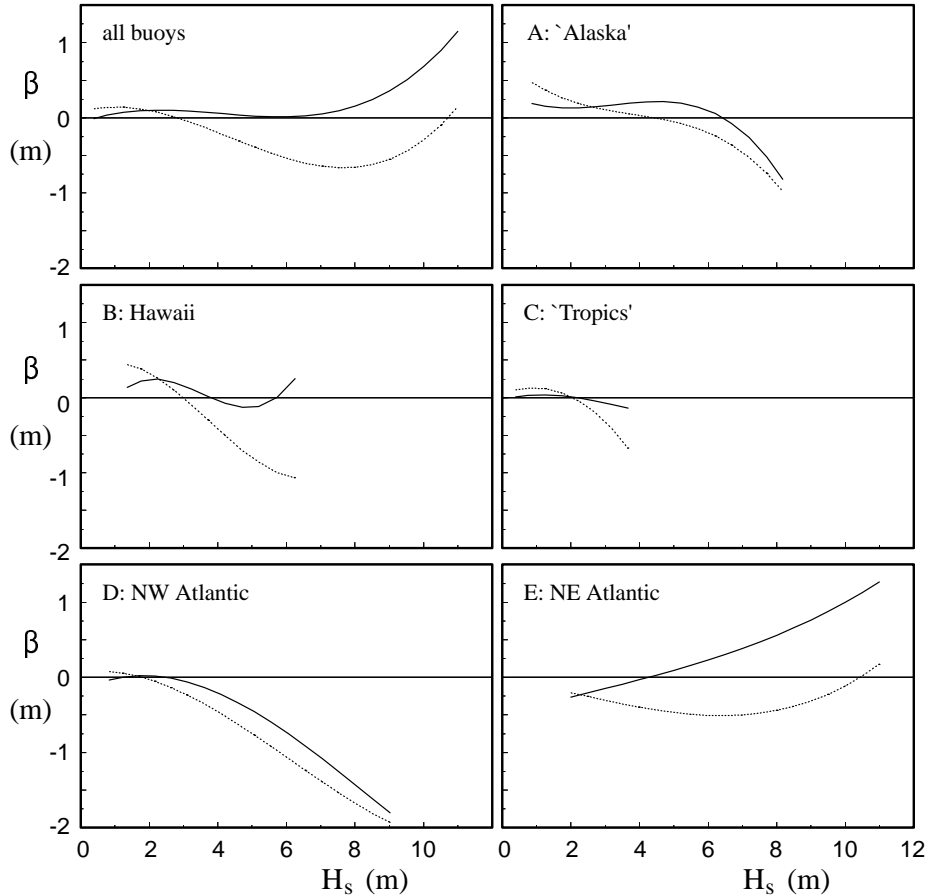 all buoys
A: `Alaska'
1
β
0
(m)
-1
-2
B: Hawaii
C: `Tropics'
1
β
0
(m)
-1
-2
D: NW Atlantic
E: NE Atlantic
1
β
0
(m)
-1
-2
0 2 4 6 8 10 0 2 4 6 8 10 12
Hs (m) Hs (m)